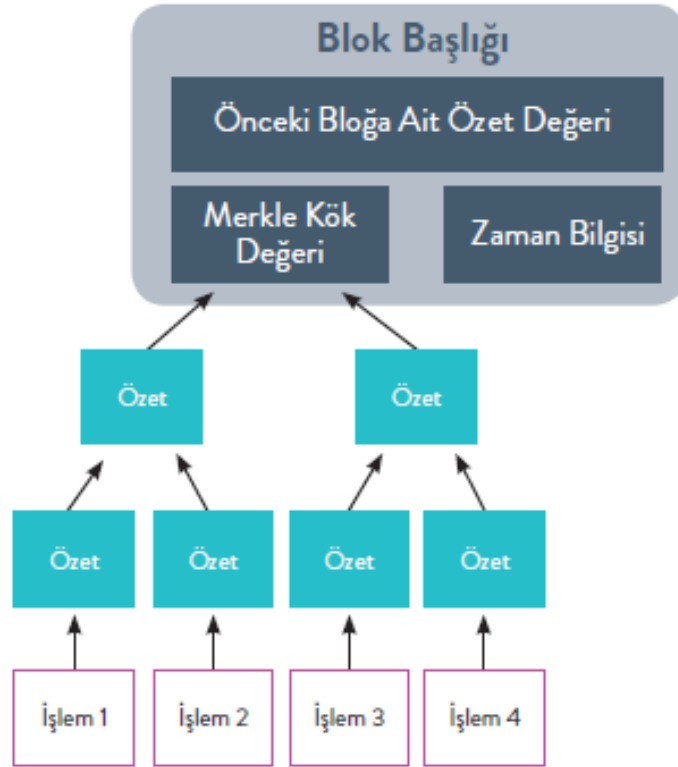 Blok Başlığı
Önceki Bloğa Ait Özet Değeri
Merkle Kök
Değeri
Zaman Bilgisi
Özet
Özet
Özet
Özet
Özet
Özet
İşlem 1
İşlem 2
İşlem 3
İşlem 4